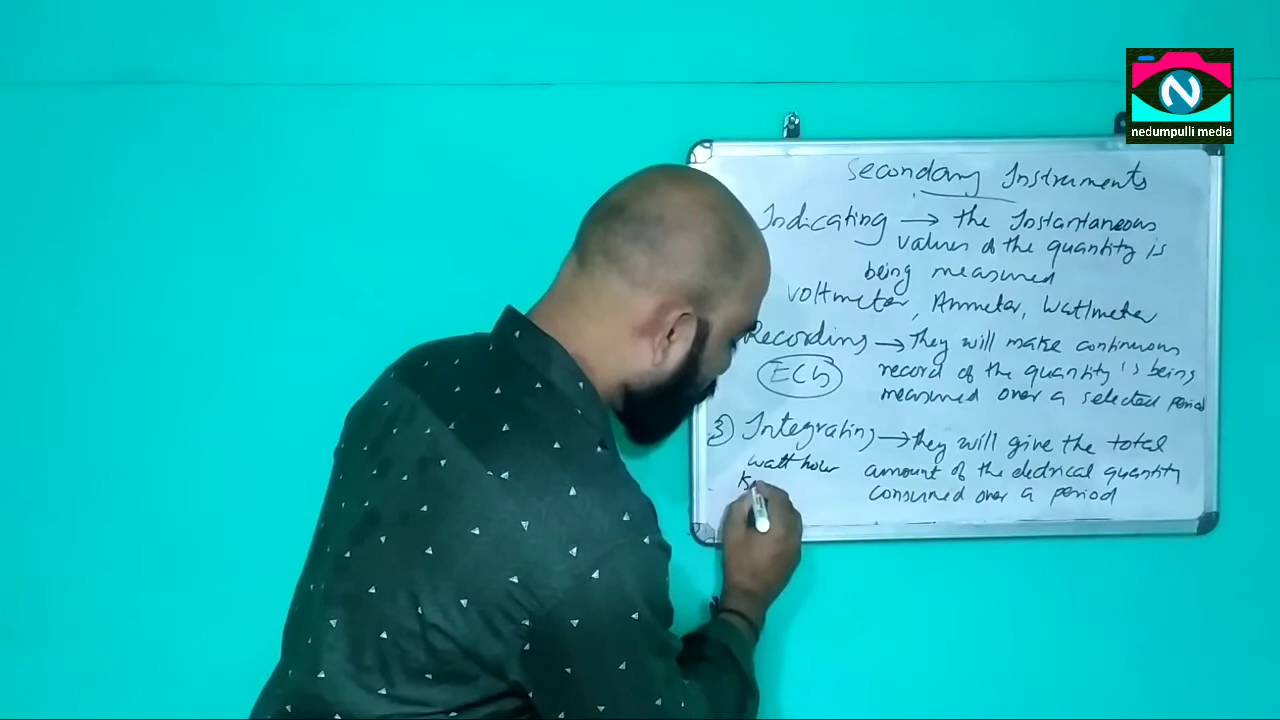 N
nedumpulli media
Secondary Instruments
Indicating → the Instantaneous
values of the quantity is
being measured
voltmeter, Ammeter, Wattmeter
Recording → They will make continuous
record of the quantity is being
measured over a selected period
ECG
3) Integrating → they will give the total
amount of the electrical quantity
consumed over a period
watt hour